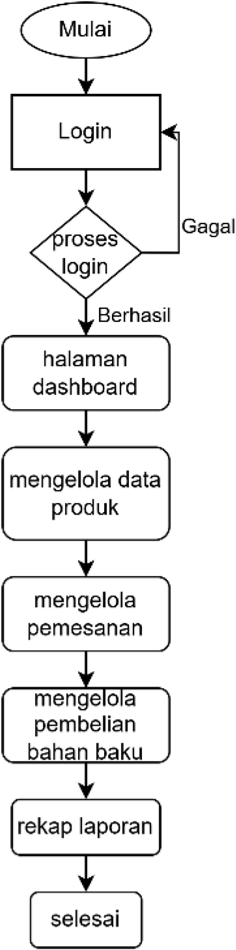 Mulai
Login
proses
login
Gagal
Berhasil
halaman
dashboard
mengelola data
produk
mengelola
pemesanan
mengelola
pembelian
bahan baku
rekap laporan
selesai